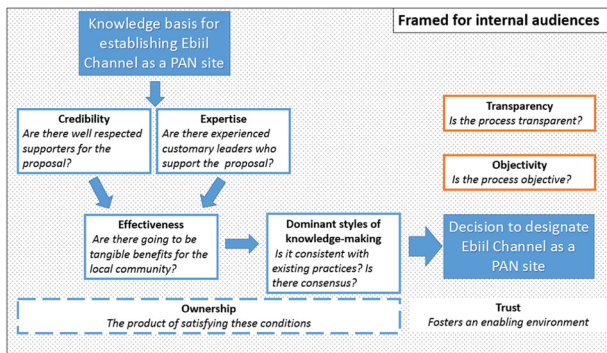 Framed for internal audiences
Knowledge basis for
establishing Ebiil
Channel as a PAN site
Credibility
Are there well respected
supporters for the
proposal?
Expertise
Are there experienced
customary leaders who
support the proposal?
Transparency
Is the process transparent?
Objectivity
Is the process objective?
Effectiveness
Are there going to be
tangible benefits for the
local community?
Dominant styles of
knowledge-making
Is it consistent with
existing practices? Is
there consensus?
Decision to designate
Ebiil Channel as a
PAN site
Ownership
The product of satisfying these conditions
Trust
Fosters an enabling environment